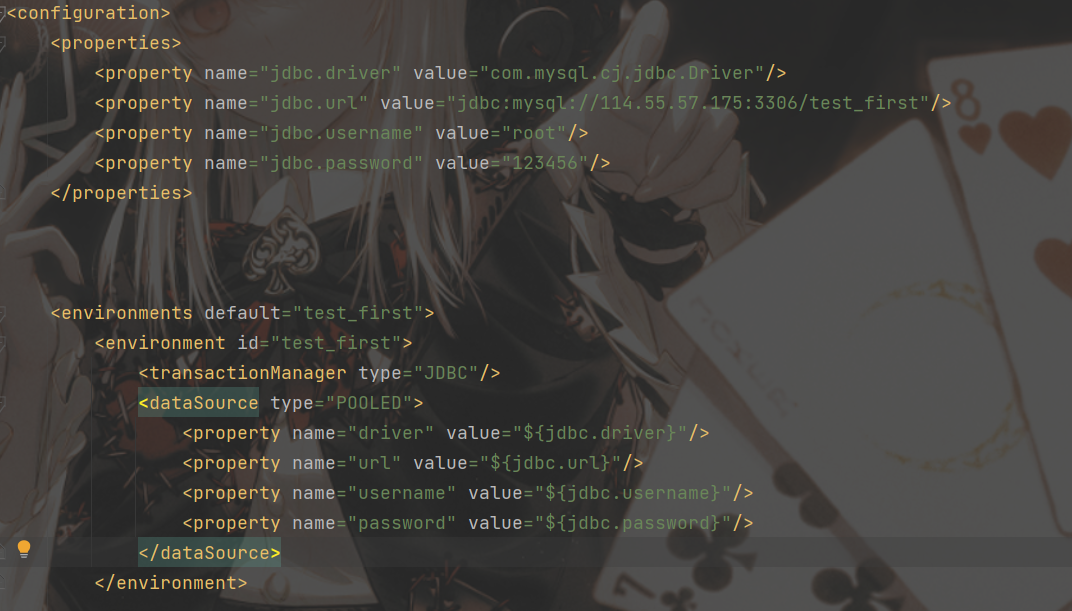 <configuration>
    <properties>
        <property name="jdbc.driver" value="com.mysql.cj.jdbc.Driver"/>
        <property name="jdbc.url" value="jdbc:mysql://114.55.57.175:3306/test_first"/>
        <property name="jdbc.username" value="root"/>
        <property name="jdbc.password" value="123456"/>
    </properties>
    <environments default="test_first">
        <environment id="test_first">
            <transactionManager type="JDBC"/>
            <dataSource type="POOLED">
                <property name="driver" value="${jdbc.driver}"/>
                <property name="url" value="${jdbc.url}"/>
                <property name="username" value="${jdbc.username}"/>
                <property name="password" value="${jdbc.password}"/>
            </dataSource>
        </environment>
8
7